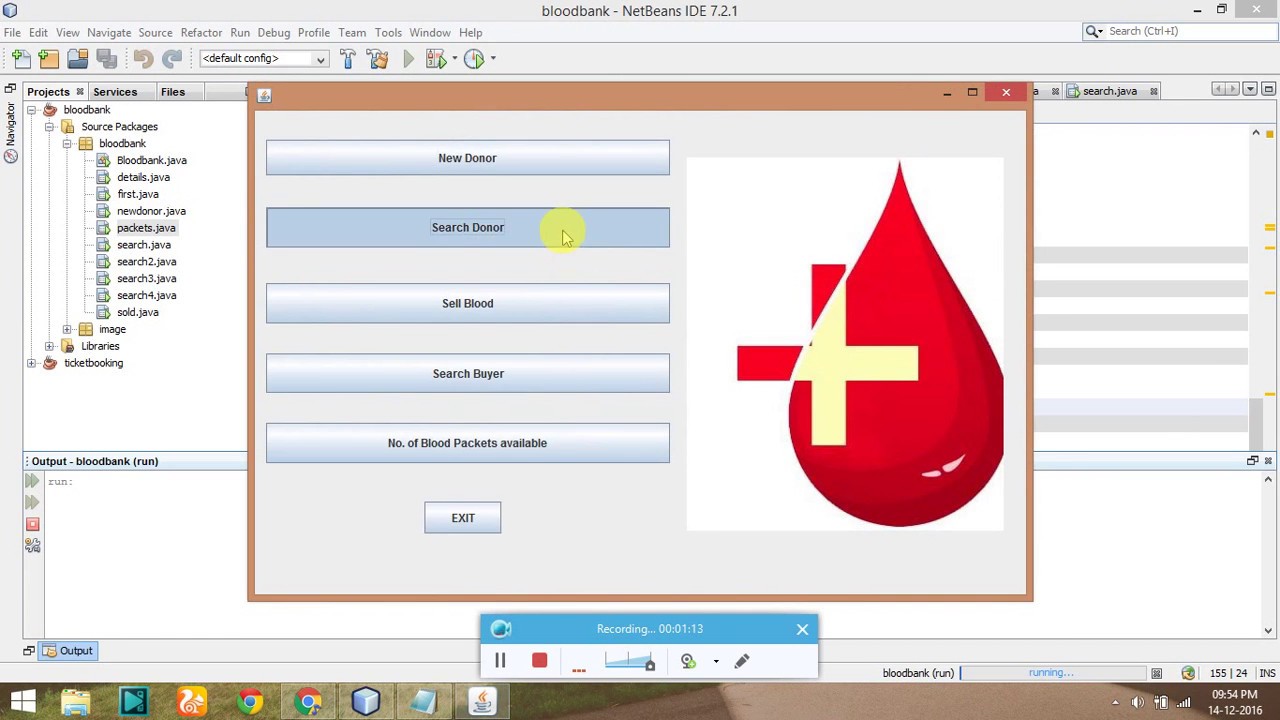 bloodbank - NetBeans IDE 7.2.1
File Edit View Navigate Source Refactor Run Debug Profile Team Tools Window Help
Search (Ctrl+I)
<default config>
Projects Services Files
search.java
Navigator
bloodbank
Source Packages
bloodbank
Bloodbank.java
details.java
first.java
newdonor.java
packets.java
search.java
search2.java
search3.java
search4.java
sold.java
image
Libraries
ticketbooking
New Donor
Search Donor
Sell Blood
Search Buyer
No. of Blood Packets available
EXIT
Output - bloodbank (run)
run:
Recording... 00:01:13
Output
bloodbank (run) running... 155 | 24 INS
09:54 PM
14-12-2016